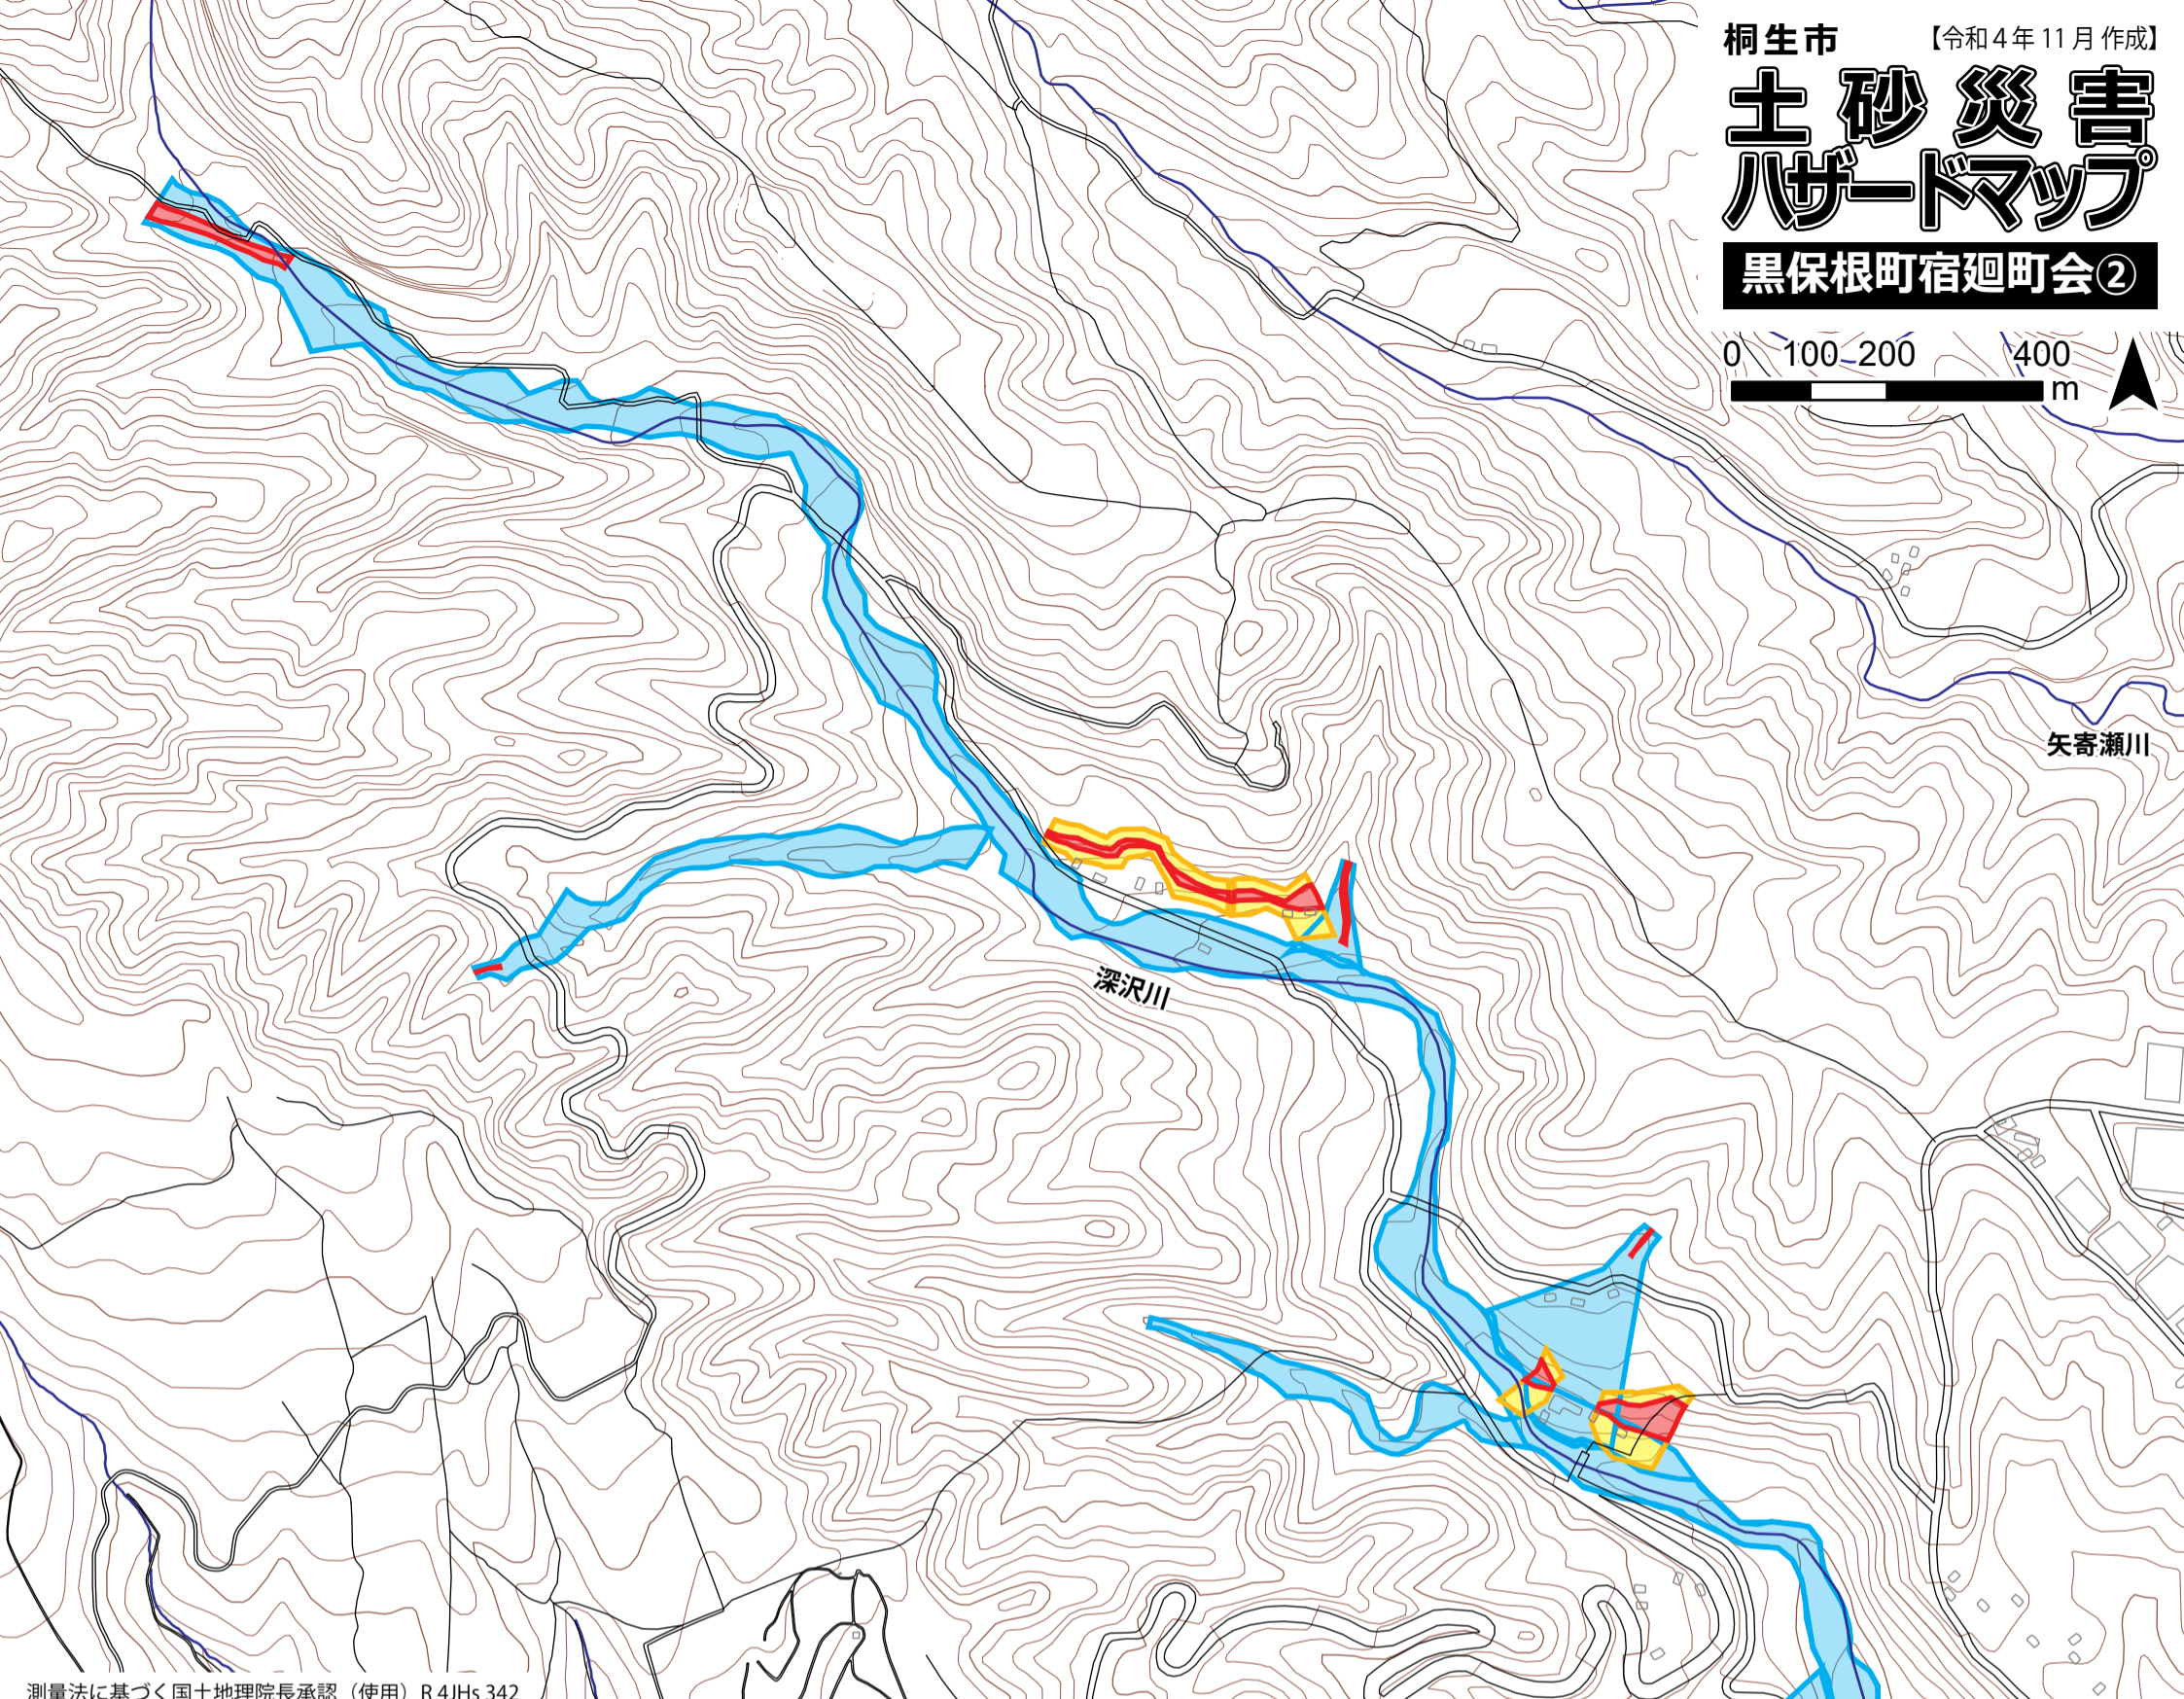 桐生市 【令和4年11月作成】
土砂災害
ハザードマップ
黒保根町宿廻町会②
0 100 200 400
m
矢寄瀬川
深沢川
測量法に基づく国土地理院長承認（使用）R 4JHs 342